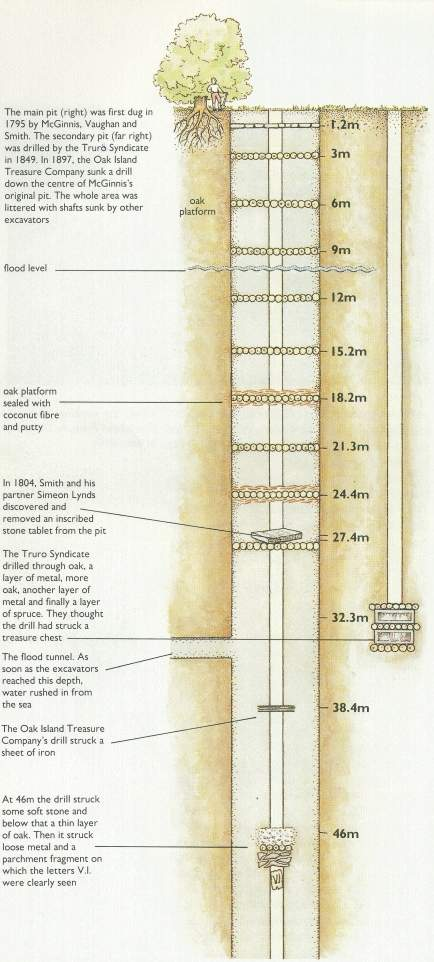 The main pit (right) was first dug in
1795 by McGinnis, Vaughan and
Smith. The secondary pit (far right)
was drilled by the Truro Syndicate
in 1849. In 1897, the Oak Island
Treasure Company sunk a drill
down the centre of McGinnis's
original pit. The whole area was
littered with shafts sunk by other
excavators
oak
platform
flood level
oak platform
sealed with
coconut fibre
and putty
In 1804, Smith and his
partner Simeon Lynds
discovered and
removed an inscribed
stone tablet from the pit
The Truro Syndicate
drilled through oak, a
layer of metal, more
oak, another layer of
metal and finally a layer
of spruce. They thought
the drill had struck a
treasure chest
The flood tunnel. As
soon as the excavators
reached this depth,
water rushed in from
the sea
The Oak Island Treasure
Company's drill struck a
sheet of iron
At 46m the drill struck
some soft stone and
below that a thin layer
of oak. Then it struck
loose metal and a
parchment fragment on
which the letters V.I.
were clearly seen
1.2m
3m
6m
9m
12m
15.2m
18.2m
21.3m
24.4m
27.4m
32.3m
38.4m
46m
V.I